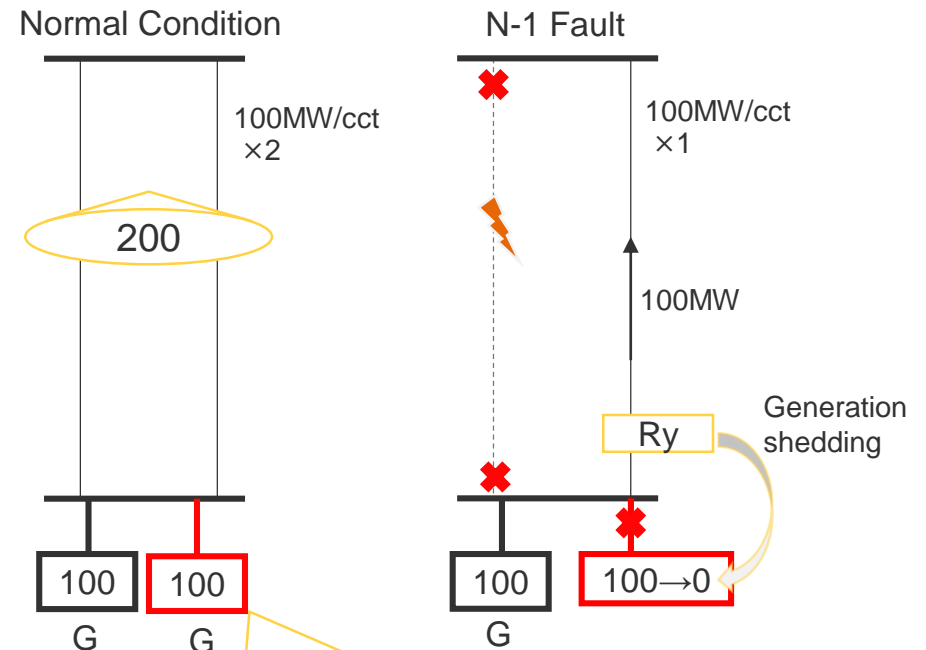 Normal Condition
100MW/cct
×2
200
100
100
G
G
N-1 Fault
100MW/cct
×1
100MW
Ry
Generation
shedding
100
100→0
G